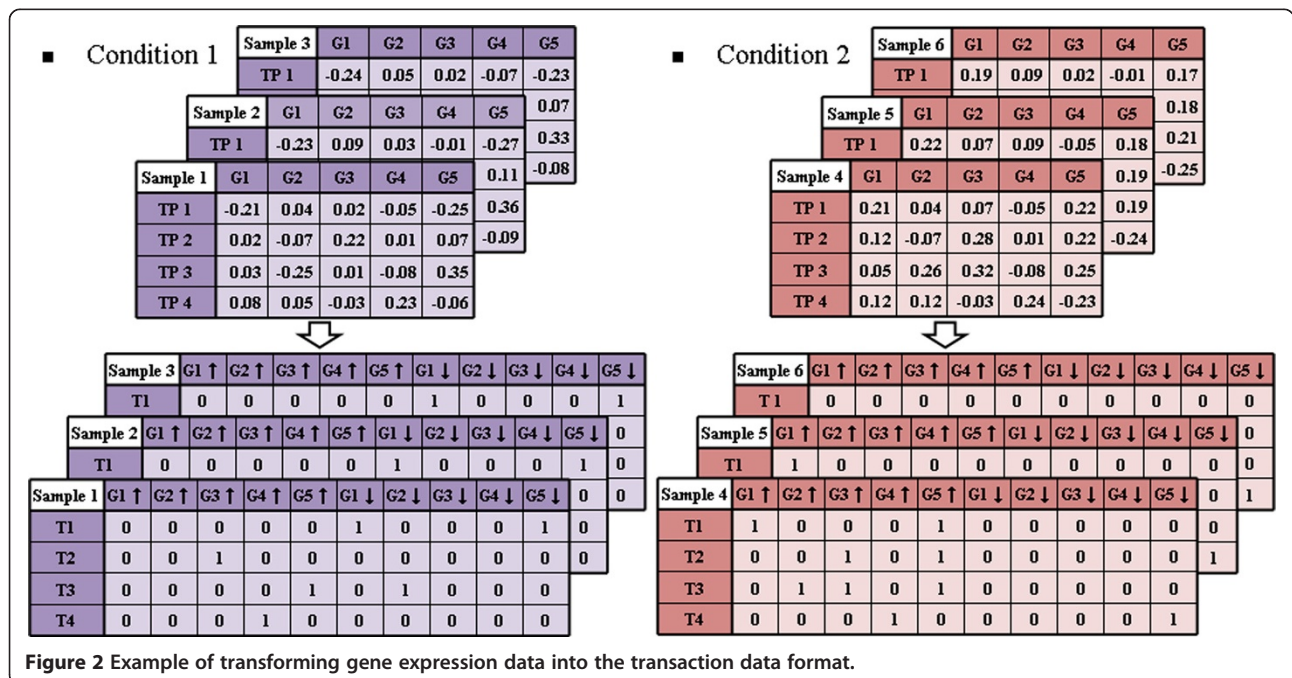 ■ Condition 1
Sample 3 G1 G2 G3 G4 G5
TP 1 -0.24 0.05 0.02 -0.07 -0.23
0.07
0.33
-0.08
Sample 2 G1 G2 G3 G4 G5
TP 1 -0.23 0.09 0.03 -0.01 -0.27
0.11
0.36
-0.09
Sample 1 G1 G2 G3 G4 G5
TP 1 -0.21 0.04 0.02 -0.05 -0.25
TP 2 0.02 -0.07 0.22 0.01 0.07
TP 3 0.03 -0.25 0.01 -0.08 0.35
TP 4 0.08 0.05 -0.03 0.23 -0.06
Sample 3 G1 ↑ G2 ↑ G3 ↑ G4 ↑ G5 ↑ G1 ↓ G2 ↓ G3 ↓ G4 ↓ G5 ↓
T1 0 0 0 0 0 1 0 0 0 1
0
0
0
Sample 2 G1 ↑ G2 ↑ G3 ↑ G4 ↑ G5 ↑ G1 ↓ G2 ↓ G3 ↓ G4 ↓ G5 ↓
T1 0 0 0 0 0 1 0 0 0 1
0
0
0
Sample 1 G1 ↑ G2 ↑ G3 ↑ G4 ↑ G5 ↑ G1 ↓ G2 ↓ G3 ↓ G4 ↓ G5 ↓
T1 0 0 0 0 0 1 0 0 0 1
T2 0 0 1 0 0 0 0 0 0 0
T3 0 0 0 0 1 0 1 0 0 0
T4 0 0 0 1 0 0 0 0 0 0
■ Condition 2
Sample 6 G1 G2 G3 G4 G5
TP 1 0.19 0.09 0.02 -0.01 0.17
0.18
0.21
-0.25
Sample 5 G1 G2 G3 G4 G5
TP 1 0.22 0.07 0.09 -0.05 0.18
0.19
0.19
-0.24
Sample 4 G1 G2 G3 G4 G5
TP 1 0.21 0.04 0.07 -0.05 0.22
TP 2 0.12 -0.07 0.28 0.01 0.22
TP 3 0.05 0.26 0.32 -0.08 0.25
TP 4 0.12 0.12 -0.03 0.24 -0.23
Sample 6 G1 ↑ G2 ↑ G3 ↑ G4 ↑ G5 ↑ G1 ↓ G2 ↓ G3 ↓ G4 ↓ G5 ↓
T 1 0 0 0 0 0 0 0 0 0 0
0
0
1
Sample 5 G1 ↑ G2 ↑ G3 ↑ G4 ↑ G5 ↑ G1 ↓ G2 ↓ G3 ↓ G4 ↓ G5 ↓
T1 1 0 0 0 0 0 0 0 0 0
0
0
1
Sample 4 G1 ↑ G2 ↑ G3 ↑ G4 ↑ G5 ↑ G1 ↓ G2 ↓ G3 ↓ G4 ↓ G5 ↓
T1 1 0 0 0 1 0 0 0 0 0
T2 0 0 1 0 1 0 0 0 0 0
T3 0 1 1 0 1 0 0 0 0 0
T4 0 0 0 1 0 0 0 0 0 1
Figure 2 Example of transforming gene expression data into the transaction data format.